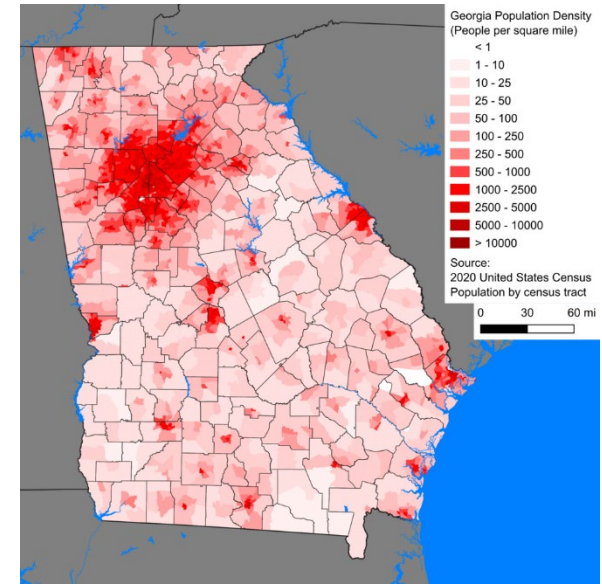 Georgia Population Density
(People per square mile)
< 1
1 - 10
10 - 25
25 - 50
50 - 100
100 - 250
250 - 500
500 - 1000
1000 - 2500
2500 - 5000
5000 - 10000
> 10000
Source:
2020 United States Census
Population by census tract
0 30 60 mi